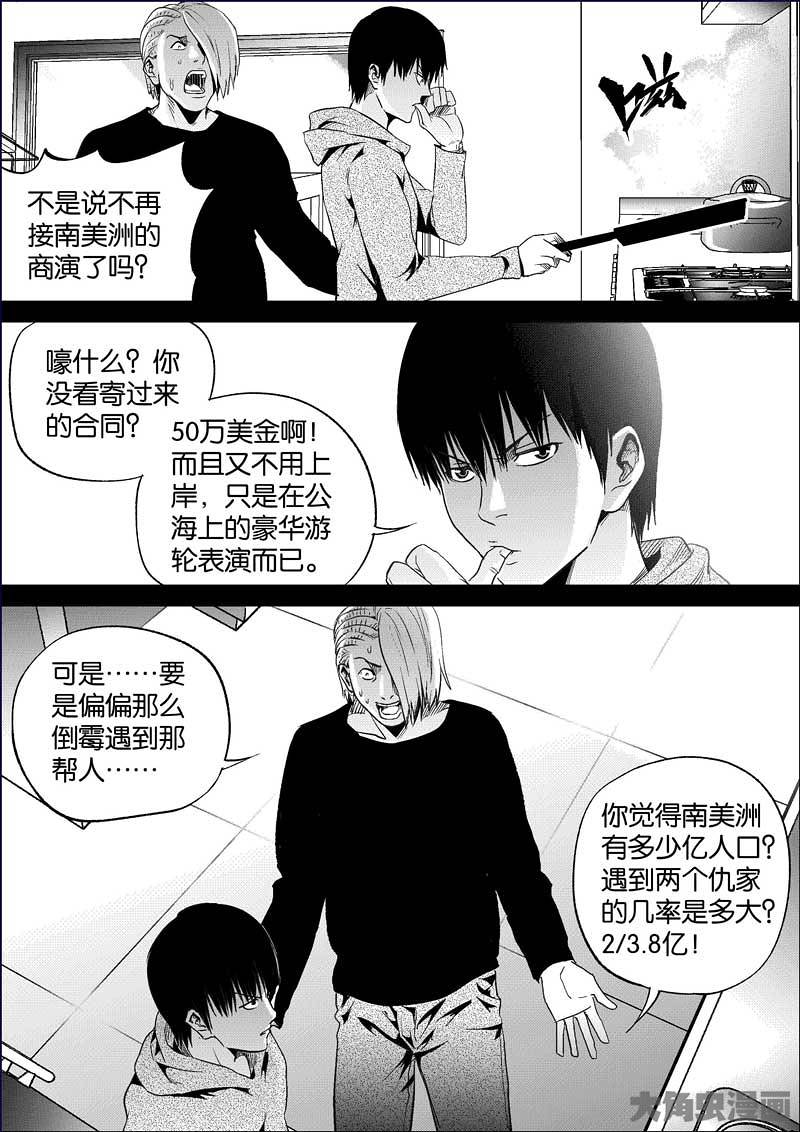 不是说不再
接南美洲的
商演了吗？
嚎什么？你
没看寄过来
的合同？
50万美金啊！
而且又不用上
岸，只是在公
海上的豪华游
轮表演而已。
可是……要
是偏偏那么
倒霉遇到那
帮人……
你觉得南美洲
有多少亿人口？
遇到两个仇家
的几率是多大？
2/3.8亿！
大角虫漫画